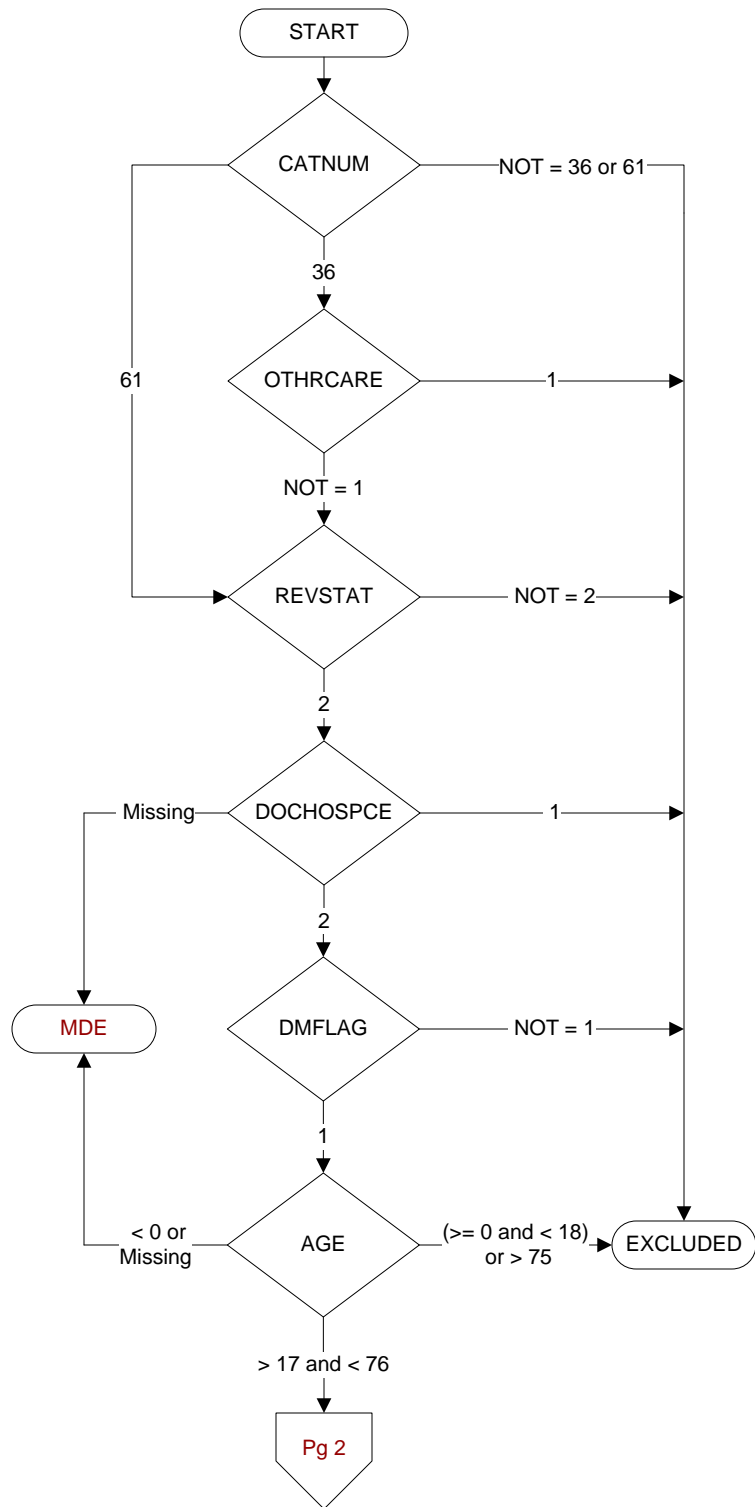 START
CATNUM
NOT = 36 or 61
36
OTHRCARE
1
61
NOT = 1
REVSTAT
NOT = 2
2
DOCHOSPCE
Missing
1
2
MDE
DMFLAG
NOT = 1
1
AGE
< 0 or
Missing
(>= 0 and < 18)
or > 75
EXCLUDED
> 17 and < 76
Pg 2